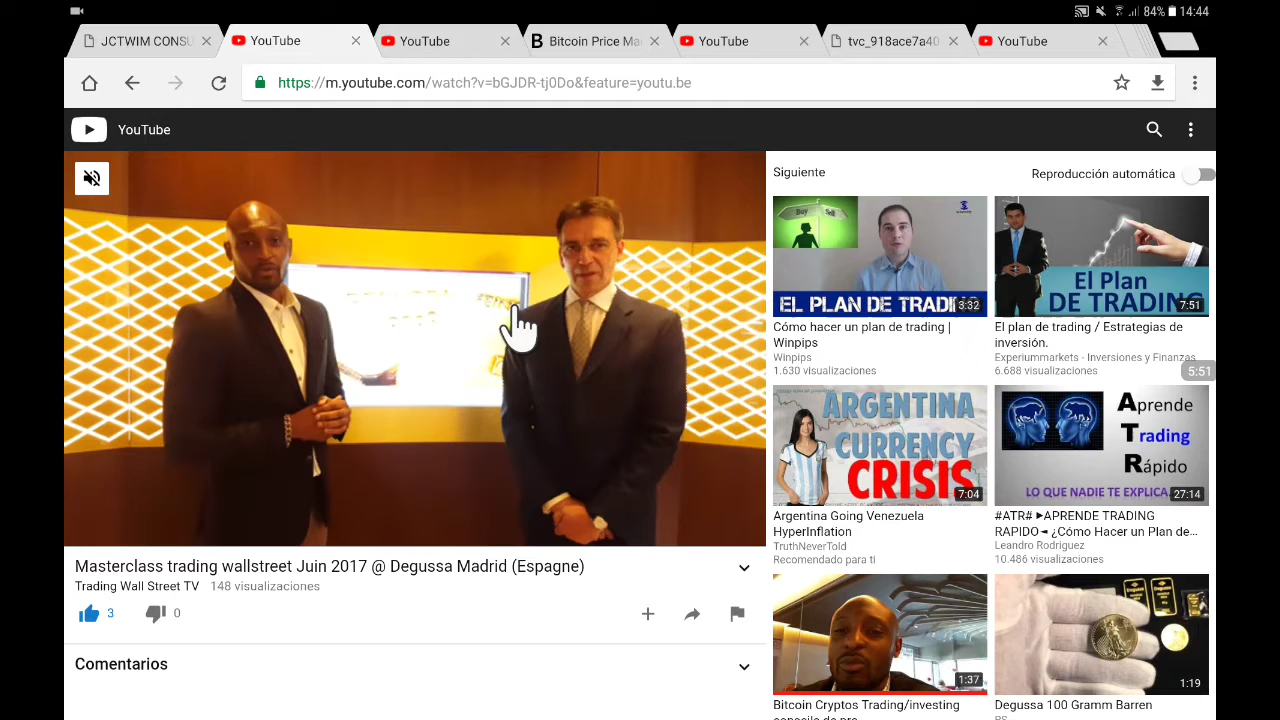 84% 14:44
JCTWIM CONSU
YouTube
YouTube
Bitcoin Price Ma
YouTube
tvc_918ace7a40
YouTube
https://m.youtube.com/watch?v=bGJDR-tj0Do&feature=youtu.be
YouTube
Siguiente
Reproducción automática
Buy Sell
EL PLAN DE TRADI
3:32
El Plan
DE TRADING
7:51
Cómo hacer un plan de trading |
Winpips
Winpips
1.630 visualizaciones
El plan de trading / Estrategias de
inversión.
Experiummarkets - Inversiones y Finanzas
6.688 visualizaciones
5:51
ARGENTINA
CURRENCY
CRISIS
7:04
Aprende
Trading
Rápido
LO QUE NADIE TE EXPLICA
27:14
Argentina Going Venezuela
HyperInflation
TruthNeverTold
Recomendado para ti
#ATR# ►APRENDE TRADING
RAPIDO◄ ¿Cómo Hacer un Plan de...
Leandro Rodriguez
10.486 visualizaciones
1:37
Degussa Degussa
1:19
Bitcoin Cryptos Trading/investing
Degussa 100 Gramm Barren
Masterclass trading wallstreet Juin 2017 @ Degussa Madrid (Espagne)
Trading Wall Street TV 148 visualizaciones
3 0
Comentarios